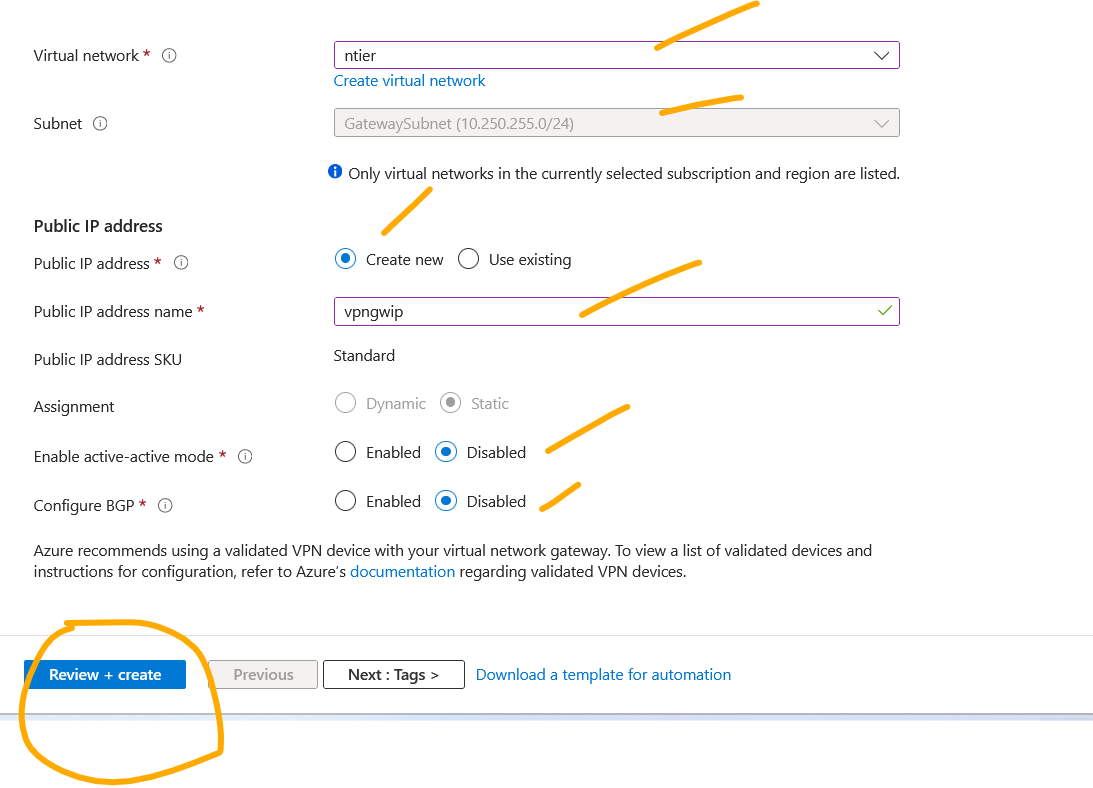 Virtual network *
ntier
Create virtual network
Subnet
GatewaySubnet (10.250.255.0/24)
Only virtual networks in the currently selected subscription and region are listed.
Public IP address
Public IP address *
Create new
Use existing
Public IP address name *
vpngwip
Public IP address SKU
Standard
Assignment
Dynamic
Static
Enable active-active mode *
Enabled
Disabled
Configure BGP *
Enabled
Disabled
Azure recommends using a validated VPN device with your virtual network gateway. To view a list of validated devices and
instructions for configuration, refer to Azure's documentation regarding validated VPN devices.
Review + create
Previous
Next : Tags >
Download a template for automation